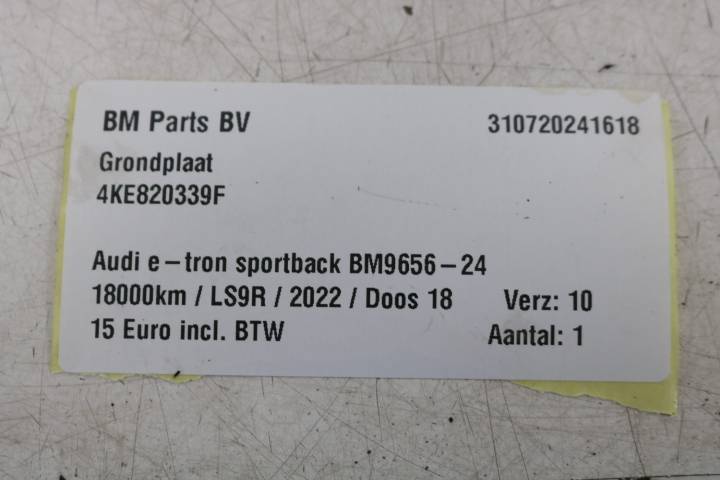 BM Parts BV 310720241618
Grondplaat
4KE820339F
Audi e-tron sportback BM9656-24
18000km / LS9R / 2022 / Doos 18 Verz: 10
15 Euro incl. BTW Aantal: 1